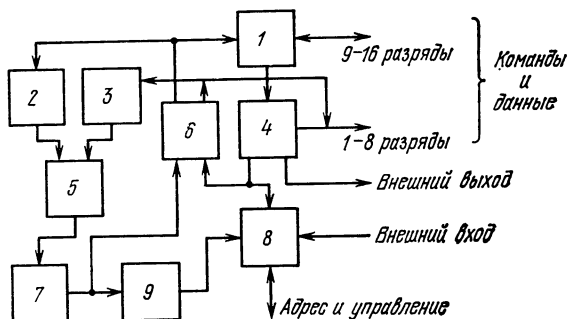 1
9-16 разряды
Команды
и
данные
2
3
6
4
1-8 разряды
5
Внешний выход
8
Внешний вход
7
9
Адрес и управление